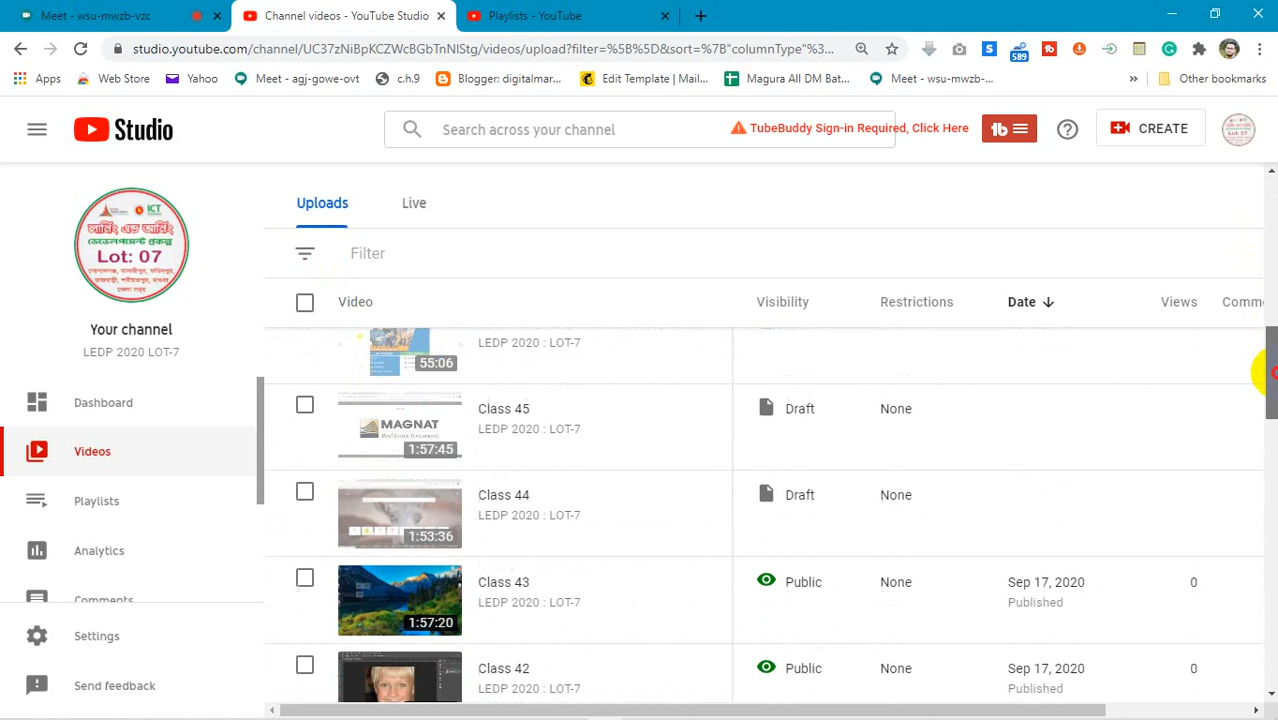 Meet - wsu-mwzb-vzc
Channel videos - YouTube Studio
Playlists - YouTube
studio.youtube.com/channel/UC37zNiBpKCZWcBGbTnNlStg/videos/upload?filter=%5B%5D&sort=%7B"columnType"%3...
589
Apps
Web Store
Yahoo
Meet - agj-gowe-ovt
c.h.9
Blogger: digitalmar...
Edit Template | Mail...
Magura All DM Bat...
Meet - wsu-mwzb-...
»
Other bookmarks
Studio
Search across your channel
TubeBuddy Sign-in Required, Click Here
tb
CREATE
Uploads
Live
Filter
ICT
লার্নিং এন্ড আর্নিং
ডেভেলপমেন্ট প্রকল্প
Lot: 07
Your channel
LEDP 2020 LOT-7
Dashboard
Videos
Playlists
Analytics
Comments
Settings
Send feedback
Video
Visibility
Restrictions
Date
Views
Comme
LEDP 2020 : LOT-7
55:06
Class 45
LEDP 2020 : LOT-7
MAGNAT
1:57:45
Draft
None
Class 44
LEDP 2020 : LOT-7
1:53:36
Draft
None
Class 43
LEDP 2020 : LOT-7
1:57:20
Public
None
Sep 17, 2020
Published
0
Class 42
LEDP 2020 : LOT-7
Public
None
Sep 17, 2020
Published
0